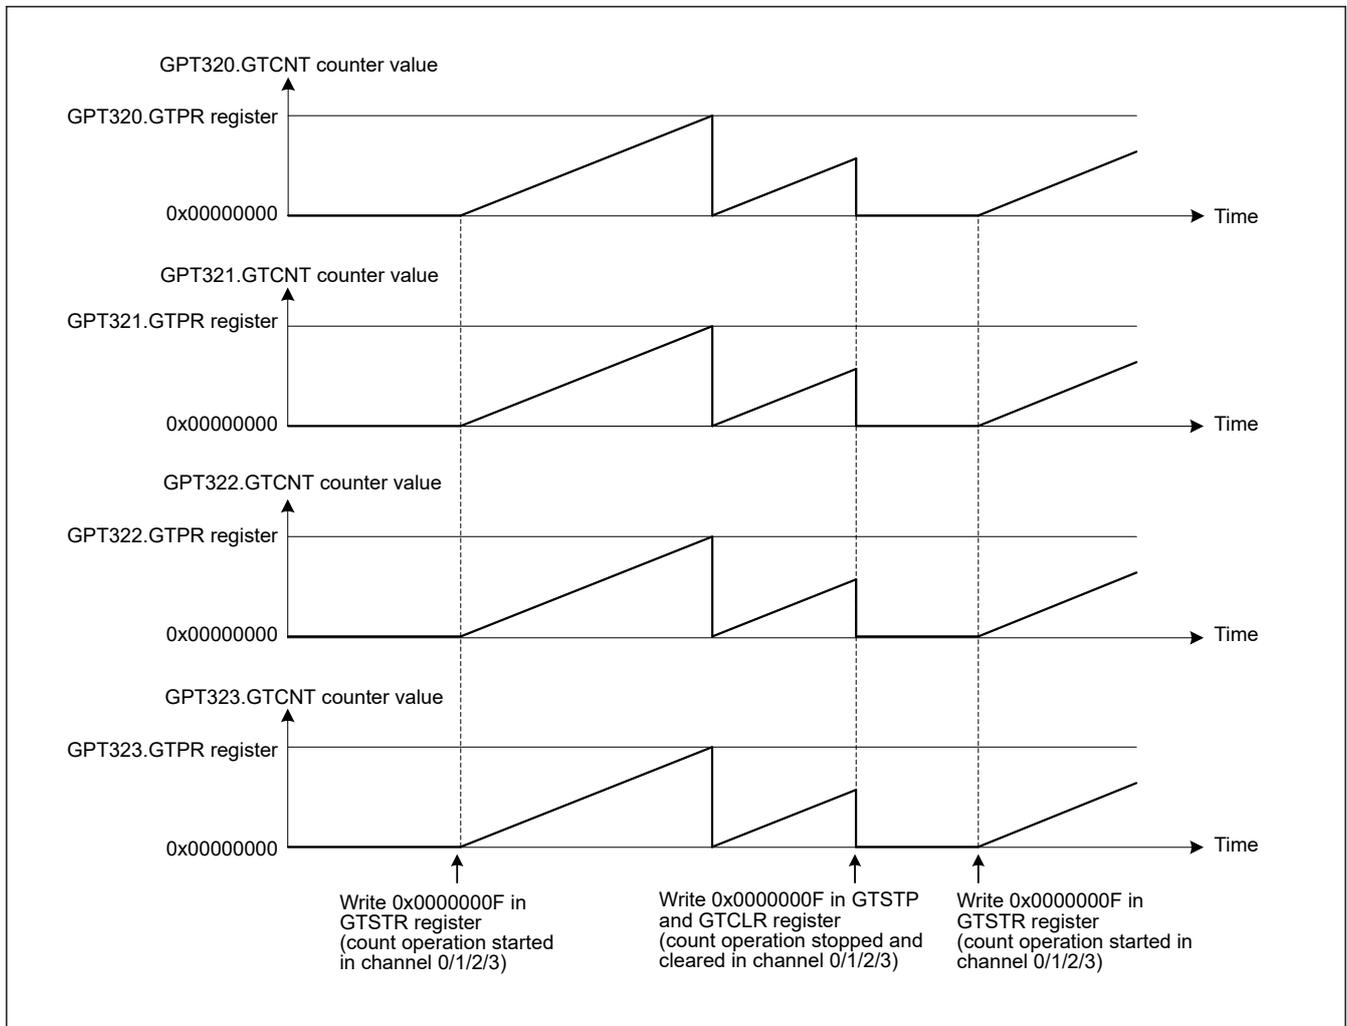 GPT320.GTCNT counter value
GPT320.GTPR register
0x00000000
Time
GPT321.GTCNT counter value
GPT321.GTPR register
0x00000000
Time
GPT322.GTCNT counter value
GPT322.GTPR register
0x00000000
Time
GPT323.GTCNT counter value
GPT323.GTPR register
0x00000000
Time
Write 0x0000000F in
GTSTR register
(count operation started
in channel 0/1/2/3)
Write 0x0000000F in GTSTP
and GTCLR register
(count operation stopped and
cleared in channel 0/1/2/3)
Write 0x0000000F in
GTSTR register
(count operation started in
channel 0/1/2/3)